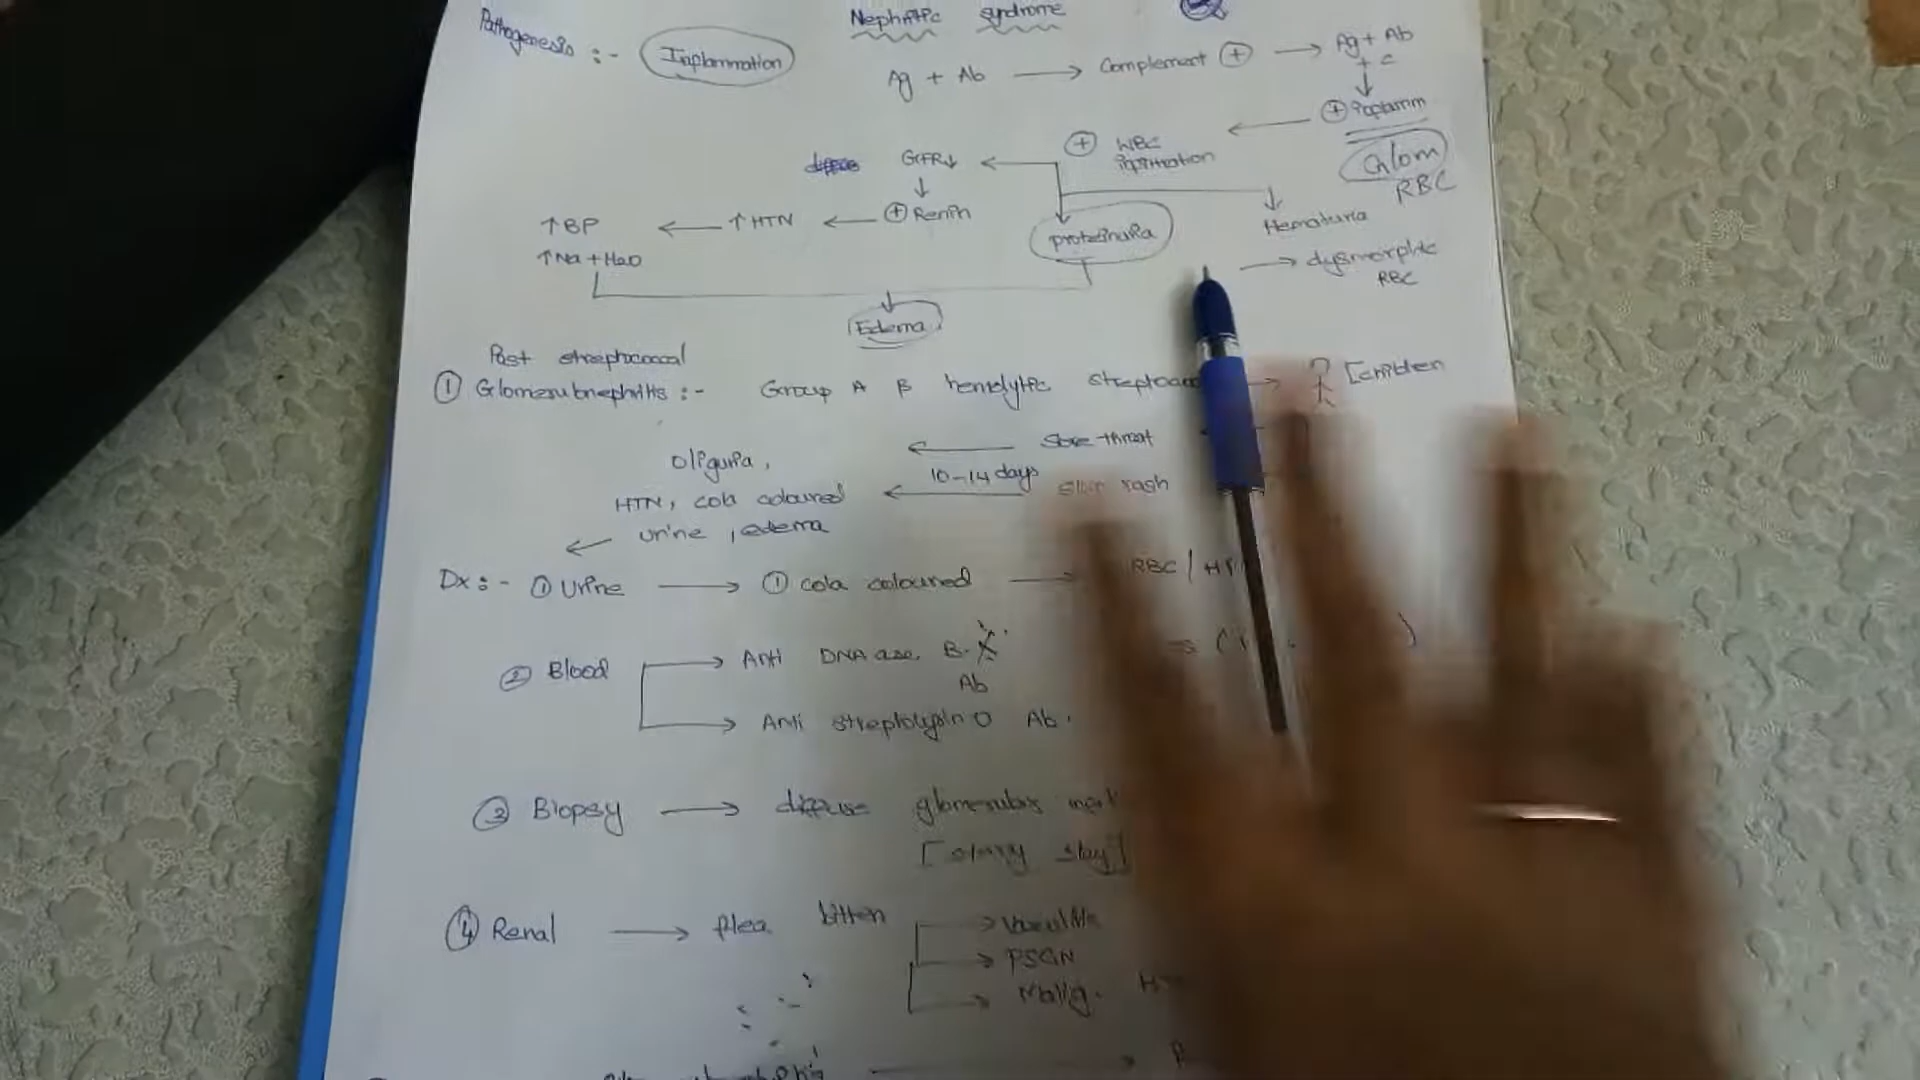 Nephritic syndrome
Pathogenesis :- Inflammation
Ag + Ab → Complement (+) → Ag + Ab + C
(+) Inflamm
Glom
RBC
(+) WBC infiltration
GFR↓
(+) Renin
↑ HTN
↑ BP
↑ Na + H2O
proteinuria
Hematuria
→ dysmorphic RBC
Edema
Post streptococcal
① Glomerulonephritis :- Group A β hemolytic → [children
← Sore throat
← 10-14 days skin rash
Oliguria,
HTN, cola coloured
urine, edema
Dx :- ① Urine → ① cola coloured → RBC /
② Blood → Anti DNA ase B
Ab
→ Anti streptolysin O Ab.
③ Biopsy → diffuse glomerular
[starry sky]
④ Renal → flea bitten → Vasculitis
→ PSGN
→ Malig.